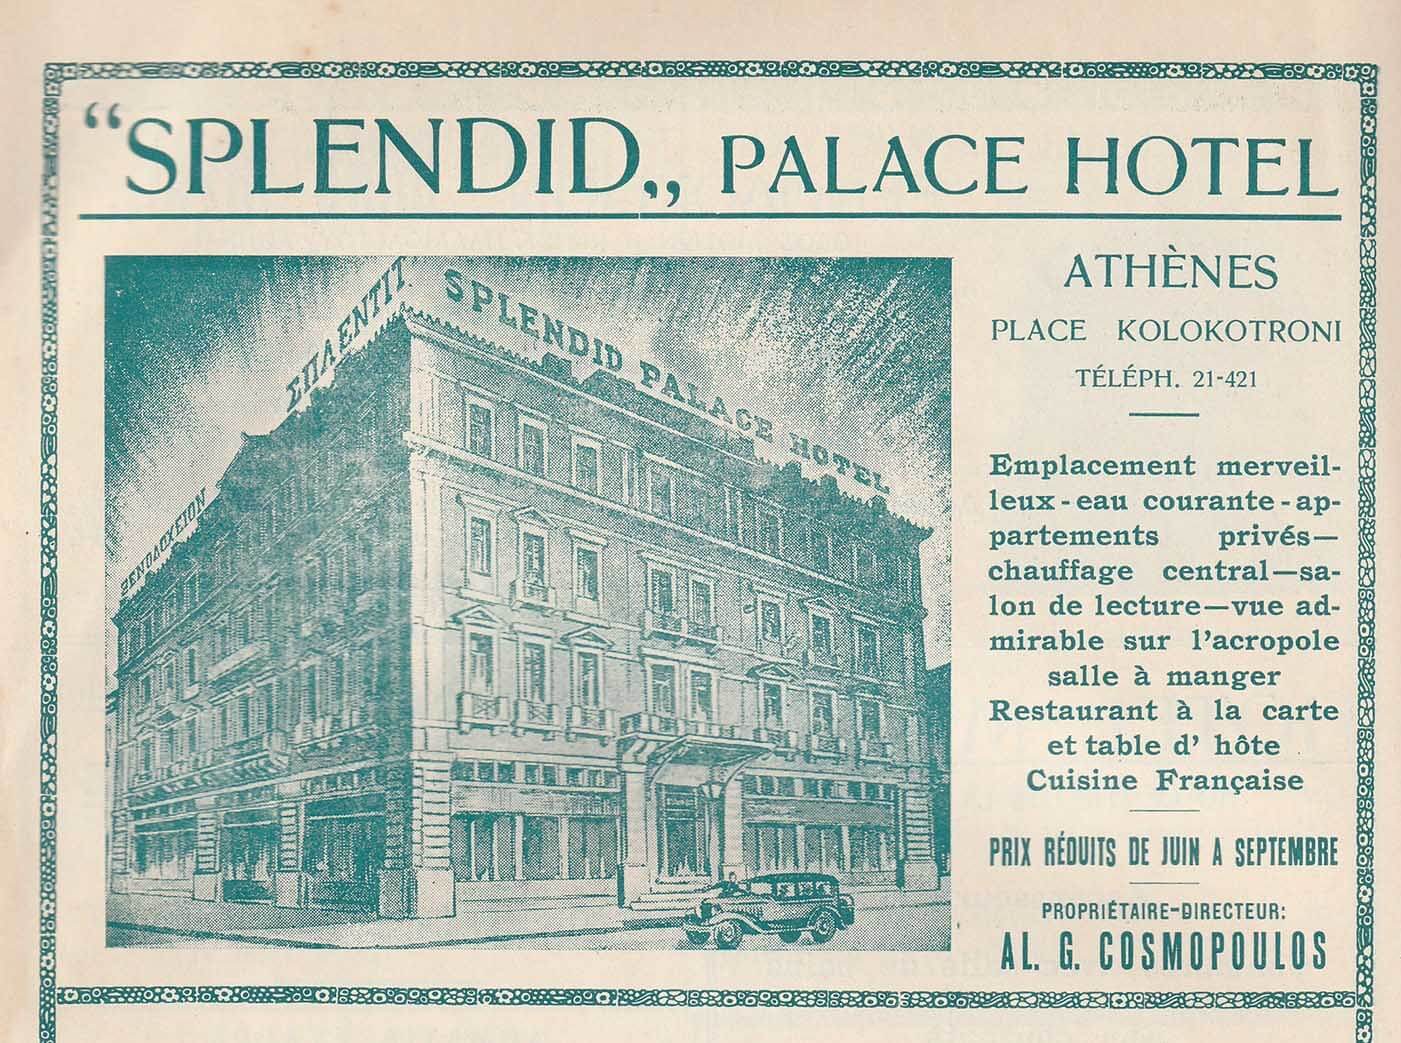 “SPLENDID„ PALACE HOTEL
ΞΕΝΟΔΟΧΕΙΟΝ ΣΠΛΕΝΤΙΤ.
SPLENDID PALACE HOTEL
ATHÈNES
PLACE KOLOKOTRONI
TÉLÉPH. 21-421
Emplacement merveil-
leux-eau courante-ap-
partements privés—
chauffage central—sa-
lon de lecture—vue ad-
mirable sur l'acropole
salle à manger
Restaurant à la carte
et table d' hôte
Cuisine Française
PRIX RÉDUITS DE JUIN A SEPTEMBRE
PROPRIÉTAIRE-DIRECTEUR:
AL. G. COSMOPOULOS